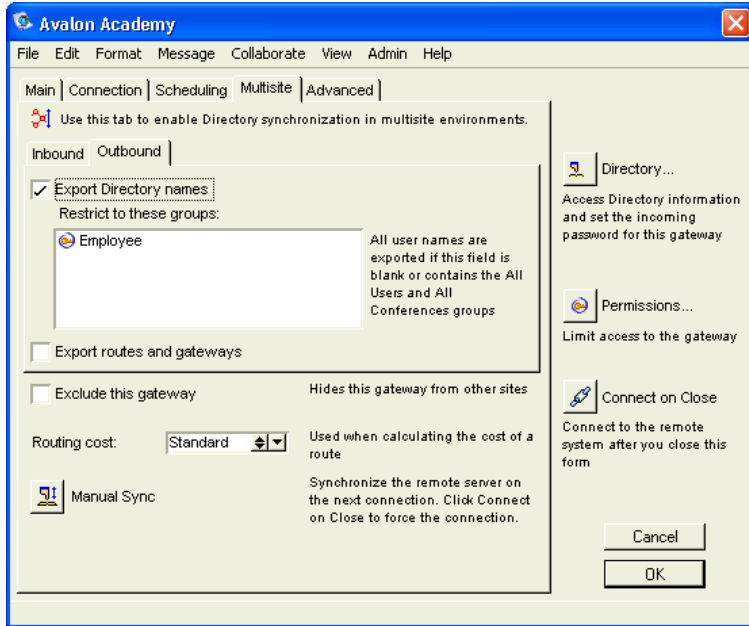 Avalon Academy
File Edit Format Message Collaborate View Admin Help
Main Connection Scheduling Multisite Advanced
Use this tab to enable Directory synchronization in multisite environments.
Inbound Outbound
Export Directory names
Restrict to these groups:
Employee
All user names are
exported if this field is
blank or contains the All
Users and All
Conferences groups
Export routes and gateways
Exclude this gateway
Hides this gateway from other sites
Routing cost:
Standard
Used when calculating the cost of a
route
Manual Sync
Synchronize the remote server on
the next connection. Click Connect
on Close to force the connection.
Directory...
Access Directory information
and set the incoming
password for this gateway
Permissions...
Limit access to the gateway
Connect on Close
Connect to the remote
system after you close this
form
Cancel
OK